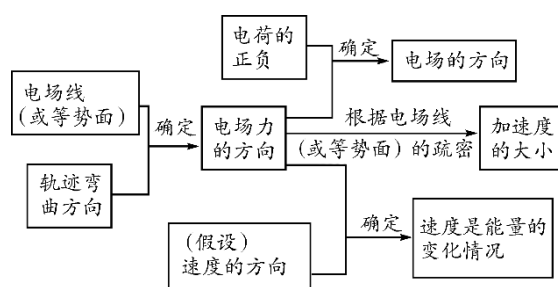 电荷的
正负
确定
电场的方向
电场线
(或等势面)
确定
电场力
的方向
根据电场线
(或等势面)的疏密
加速度
的大小
轨迹弯
曲方向
(假设)
速度的方向
确定
速度是能量的
变化情况